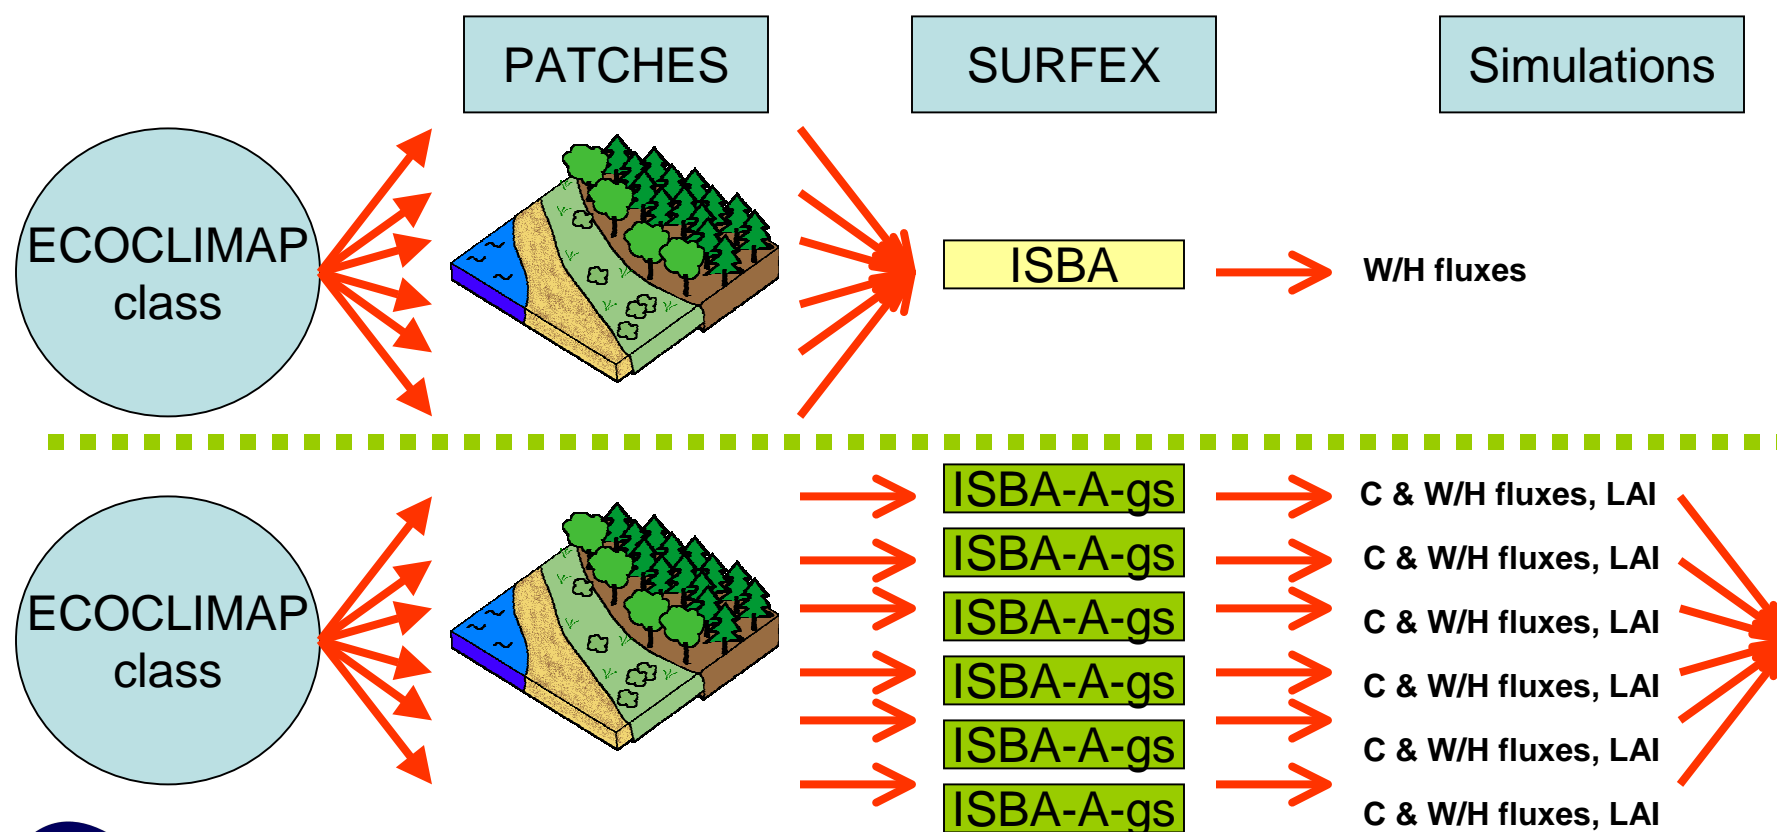 PATCHES
SURFEX
Simulations
ECOCLIMAP
class
ISBA
W/H fluxes
ECOCLIMAP
class
ISBA-A-gs
C & W/H fluxes, LAI
ISBA-A-gs
C & W/H fluxes, LAI
ISBA-A-gs
C & W/H fluxes, LAI
ISBA-A-gs
C & W/H fluxes, LAI
ISBA-A-gs
C & W/H fluxes, LAI
ISBA-A-gs
C & W/H fluxes, LAI